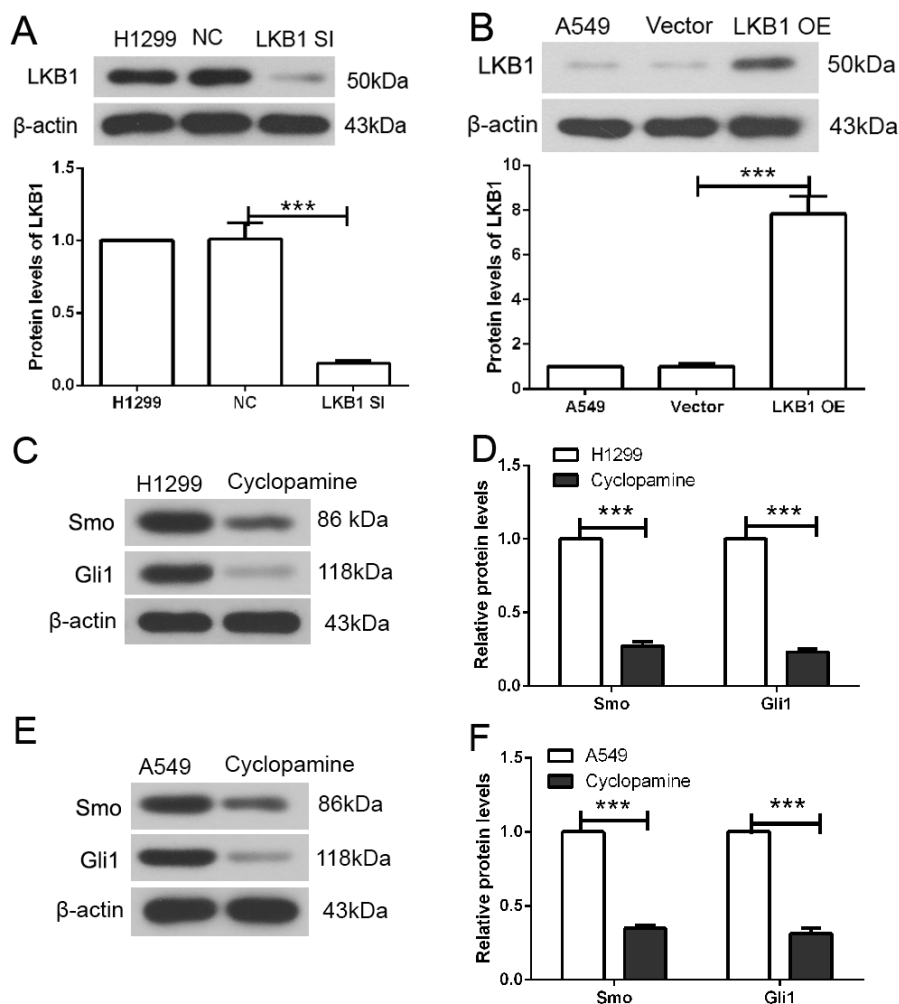 A
H1299 NC LKB1 SI
LKB1 50kDa
β-actin 43kDa
Protein levels of LKB1
1.5
1.0
0.5
0.0
***
H1299 NC LKB1 SI
B
A549 Vector LKB1 OE
LKB1 50kDa
β-actin 43kDa
Protein levels of LKB1
10
8
6
4
2
0
***
A549 Vector LKB1 OE
C
H1299 Cyclopamine
Smo 86 kDa
Gli1 118kDa
β-actin 43kDa
D
H1299
Cyclopamine
Relative protein levels
1.5
1.0
0.5
0.0
*** ***
Smo Gli1
E
A549 Cyclopamine
Smo 86kDa
Gli1 118kDa
β-actin 43kDa
F
A549
Cyclopamine
Relative protein levels
1.5
1.0
0.5
0.0
*** ***
Smo Gli1